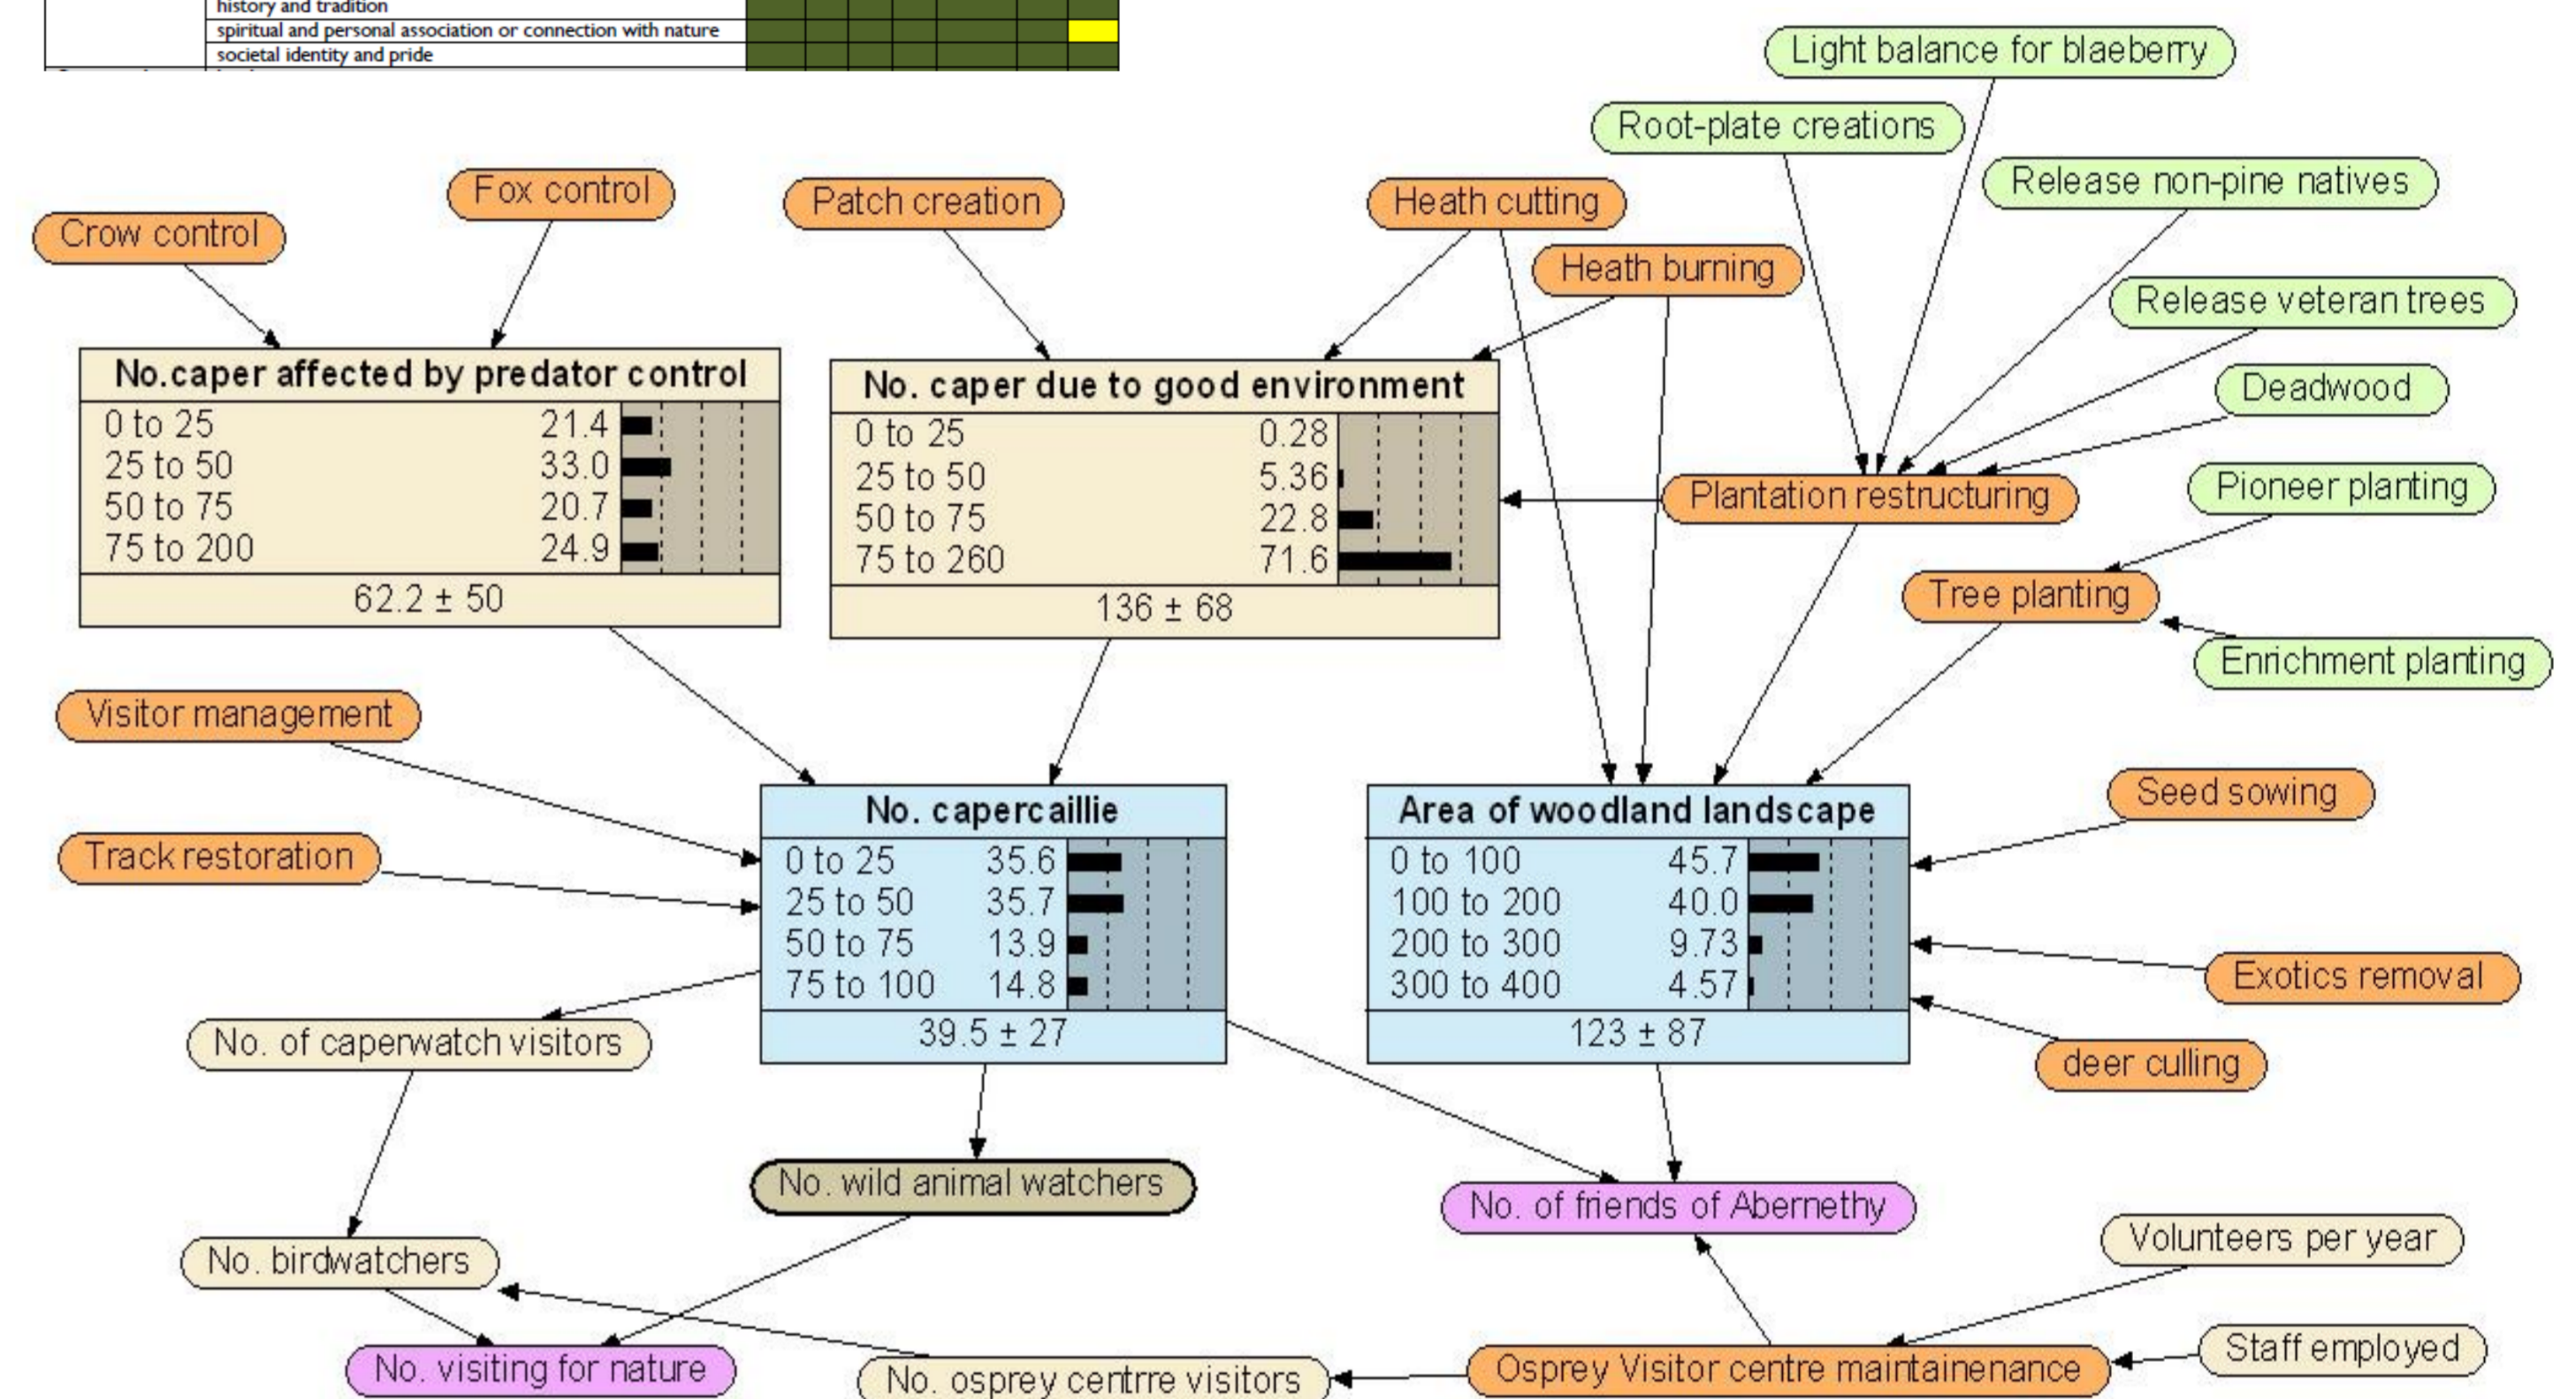 history and tradition
spiritual and personal association or connection with nature
societal identity and pride
Light balance for blaeberry
Root-plate creations
Release non-pine natives
Fox control
Patch creation
Heath cutting
Crow control
Heath burning
Release veteran trees
Deadwood
No.caper affected by predator control
0 to 25 21.4
25 to 50 33.0
50 to 75 20.7
75 to 200 24.9
62.2 ± 50
No. caper due to good environment
0 to 25 0.28
25 to 50 5.36
50 to 75 22.8
75 to 260 71.6
136 ± 68
Plantation restructuring
Pioneer planting
Tree planting
Enrichment planting
Visitor management
Track restoration
No. capercaillie
0 to 25 35.6
25 to 50 35.7
50 to 75 13.9
75 to 100 14.8
39.5 ± 27
Area of woodland landscape
0 to 100 45.7
100 to 200 40.0
200 to 300 9.73
300 to 400 4.57
123 ± 87
Seed sowing
Exotics removal
deer culling
No. of caperwatch visitors
No. wild animal watchers
No. of friends of Abernethy
No. birdwatchers
Volunteers per year
No. visiting for nature
No. osprey centrre visitors
Osprey Visitor centre maintainenance
Staff employed